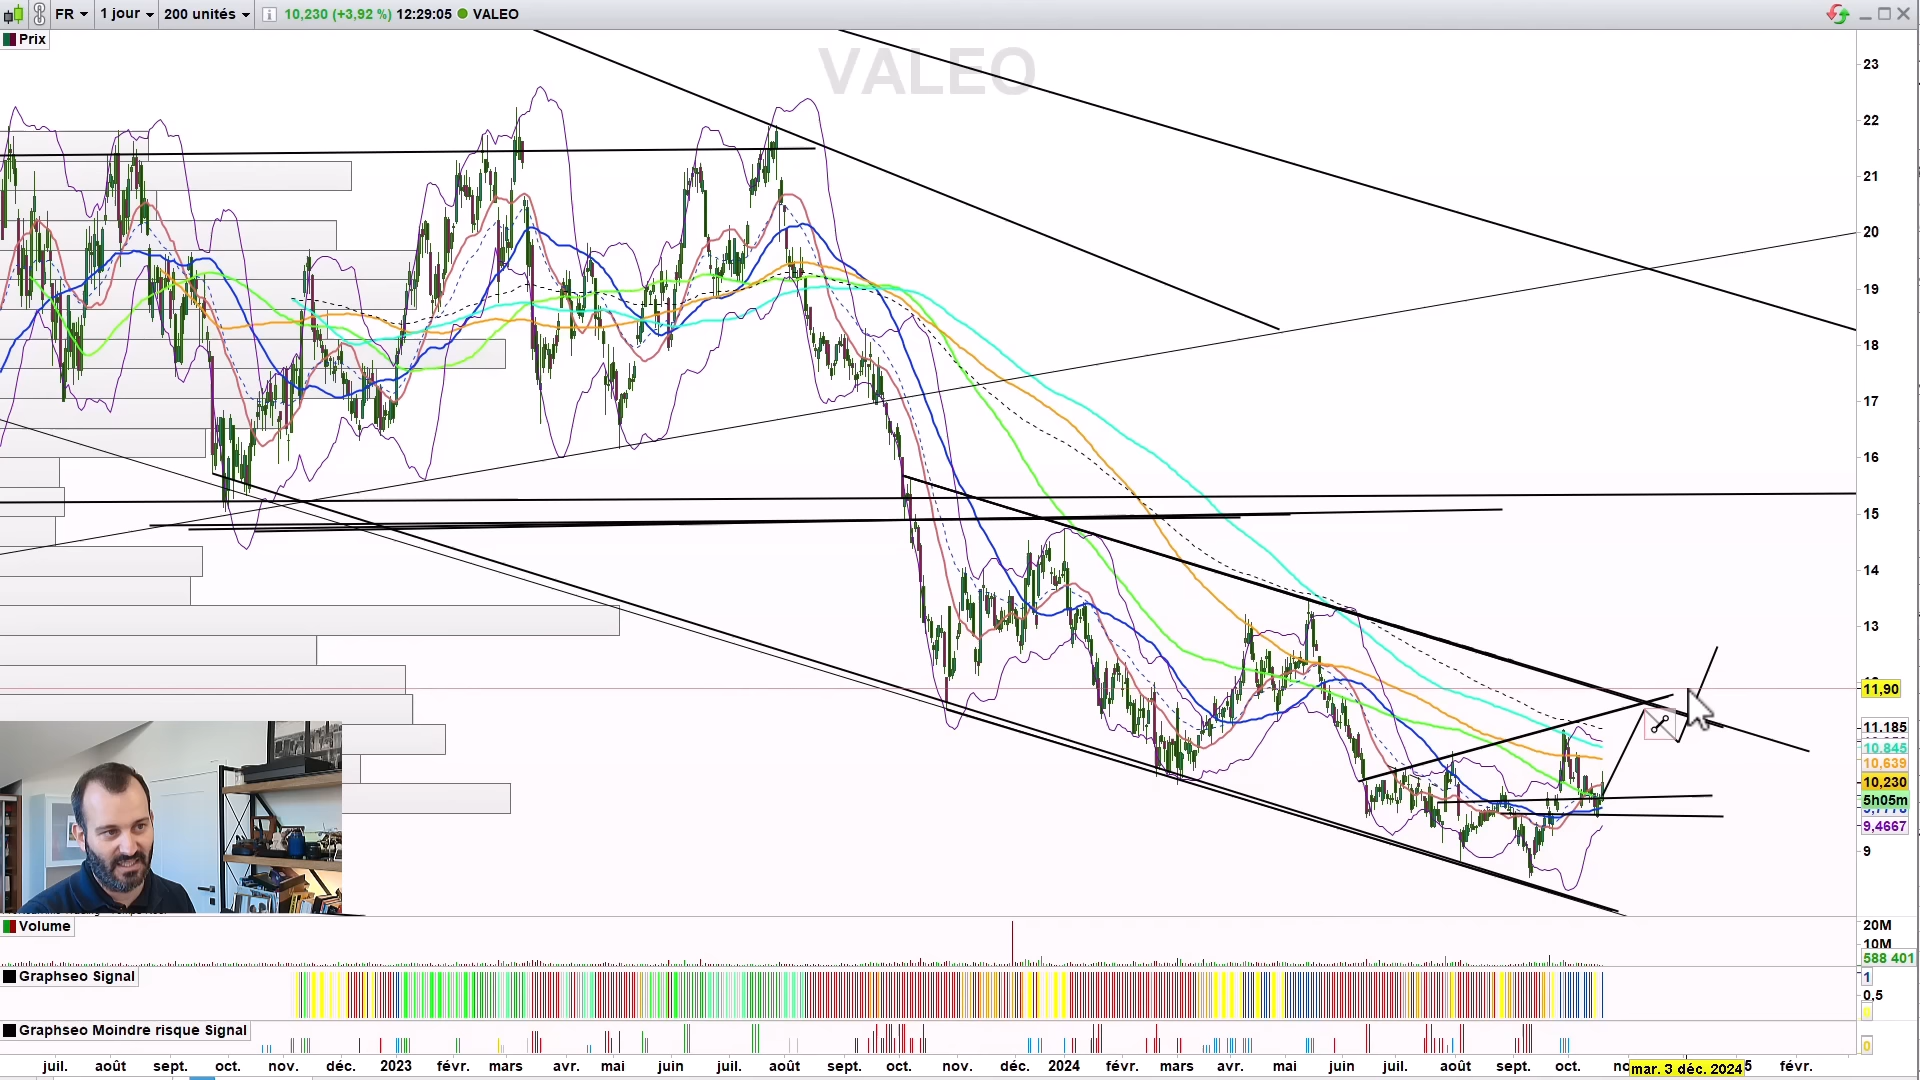 FR 1 jour 200 unités 10,230 (+3,92 %) 12:29:05 VALEO
Prix
VALEO
23
22
21
20
19
18
17
16
15
14
13
11,90
11,185
10,845
10,639
10,230
5h05m
9,4667
9
Volume
20M
10M
588 401
Graphseo Signal
1
0,5
0
Graphseo Moindre risque Signal
0
juil. août sept. oct. nov. déc. 2023 févr. mars avr. mai juin juil. août sept. oct. nov. déc. 2024 févr. mars avr. mai juin juil. août sept. oct. no mar. 3 déc. 2024 5 févr.